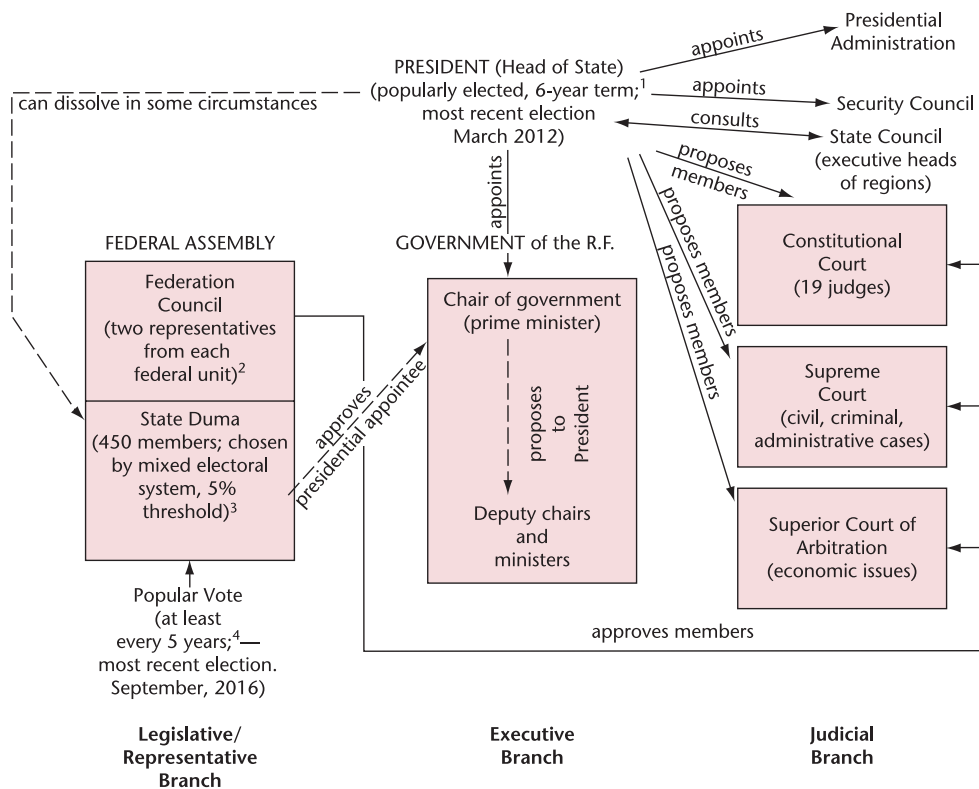 appoints
Presidential
Administration
PRESIDENT (Head of State)
(popularly elected, 6-year term;1
most recent election
March 2012)
can dissolve in some circumstances
appoints
Security Council
consults
State Council
(executive heads
of regions)
proposes
members
proposes members
proposes members
appoints
FEDERAL ASSEMBLY
Federation
Council
(two representatives
from each
federal unit)2
State Duma
(450 members; chosen
by mixed electoral
system, 5%
threshold)3
approves
presidential appointee
GOVERNMENT of the R.F.
Chair of government
(prime minister)
proposes
to
President
Deputy chairs
and
ministers
Constitutional
Court
(19 judges)
Supreme
Court
(civil, criminal,
administrative cases)
Superior Court of
Arbitration
(economic issues)
Popular Vote
(at least
every 5 years;4—
most recent election.
September, 2016)
approves members
Legislative/
Representative
Branch
Executive
Branch
Judicial
Branch